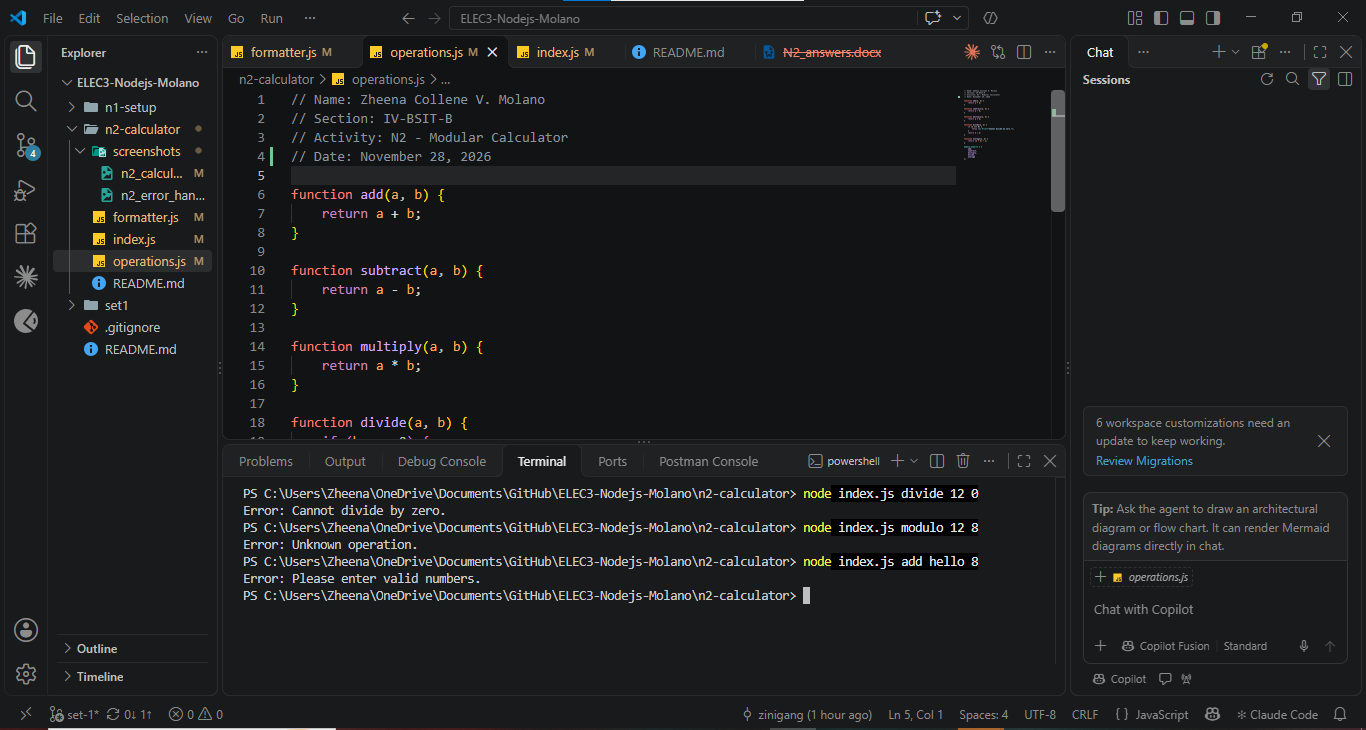 File Edit Selection View Go Run ··· ELEC3-Nodejs-Molano
Explorer ···
ELEC3-Nodejs-Molano
n1-setup
n2-calculator
screenshots
n2_calcul... M
n2_error_han...
formatter.js M
index.js M
operations.js M
README.md
set1
.gitignore
README.md
Outline
Timeline
4
formatter.js M operations.js M index.js M README.md N2_answers.docx
n2-calculator > operations.js > ...
1 // Name: Zheena Collene V. Molano
2 // Section: IV-BSIT-B
3 // Activity: N2 - Modular Calculator
4 // Date: November 28, 2026
5
6 function add(a, b) {
7 return a + b;
8 }
9
10 function subtract(a, b) {
11 return a - b;
12 }
13
14 function multiply(a, b) {
15 return a * b;
16 }
17
18 function divide(a, b) {
Problems Output Debug Console Terminal Ports Postman Console powershell
PS C:\Users\Zheena\OneDrive\Documents\GitHub\ELEC3-Nodejs-Molano\n2-calculator> node index.js divide 12 0
Error: Cannot divide by zero.
PS C:\Users\Zheena\OneDrive\Documents\GitHub\ELEC3-Nodejs-Molano\n2-calculator> node index.js modulo 12 8
Error: Unknown operation.
PS C:\Users\Zheena\OneDrive\Documents\GitHub\ELEC3-Nodejs-Molano\n2-calculator> node index.js add hello 8
Error: Please enter valid numbers.
PS C:\Users\Zheena\OneDrive\Documents\GitHub\ELEC3-Nodejs-Molano\n2-calculator>
Chat ···
Sessions
6 workspace customizations need an
update to keep working.
Review Migrations
Tip: Ask the agent to draw an architectural
diagram or flow chart. It can render Mermaid
diagrams directly in chat.
operations.js
Chat with Copilot
Copilot Fusion Standard
Copilot
set-1* 0↓ 1↑ 0 0 zinigang (1 hour ago) Ln 5, Col 1 Spaces: 4 UTF-8 CRLF {} JavaScript Claude Code